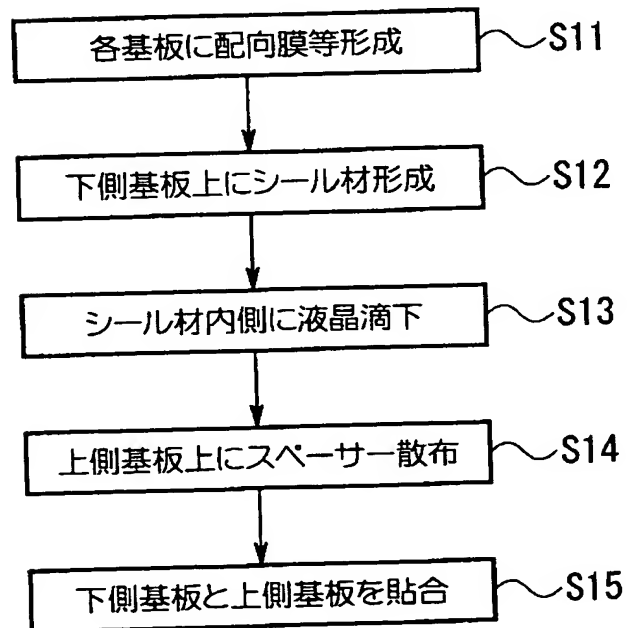 各基板に配向膜等形成 S11
下側基板上にシール材形成 S12
シール材内側に液晶滴下 S13
上側基板上にスペーサー散布 S14
下側基板と上側基板を貼合 S15